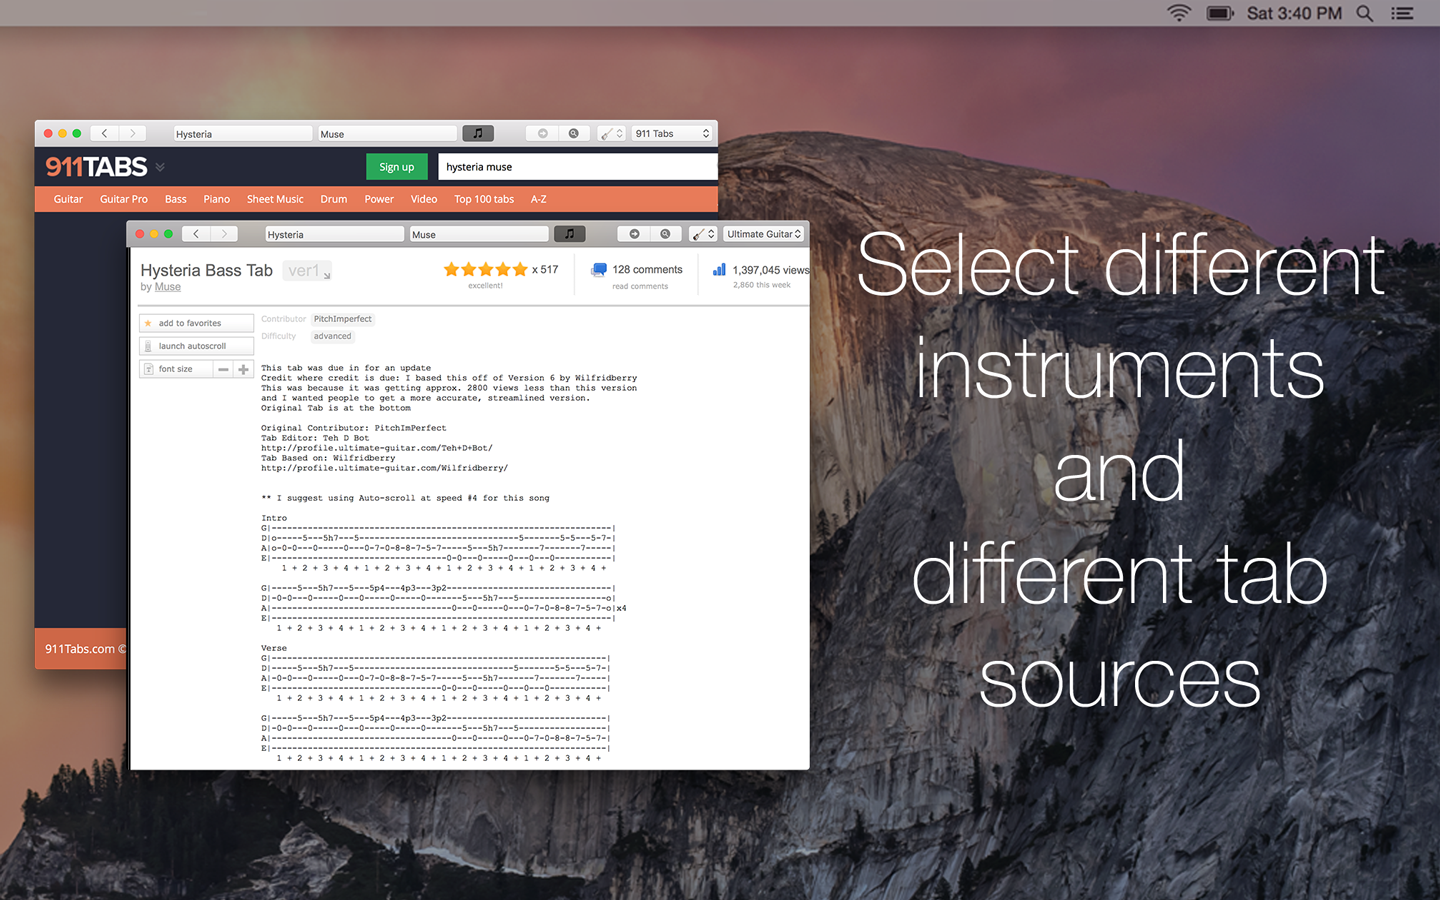 Sat 3:40 PM
Hysteria
Muse
911 Tabs
911TABS
Sign up
hysteria muse
Guitar
Guitar Pro
Bass
Piano
Sheet Music
Drum
Power
Video
Top 100 tabs
A-Z
911Tabs.com ©
Hysteria
Muse
Ultimate Guitar
Hysteria Bass Tab
ver1
by Muse
x 517
excellent!
128 comments
read comments
1,397,045 views
2,860 this week
add to favorites
launch autoscroll
font size
Contributor PitchImperfect
Difficulty advanced
This tab was due in for an update
Credit where credit is due: I based this off of Version 6 by Wilfridberry
This was because it was getting approx. 2800 views less than this version
and I wanted people to get a more accurate, streamlined version.
Original Tab is at the bottom
Original Contributor: PitchImPerfect
Tab Editor: Teh D Bot
http://profile.ultimate-guitar.com/Teh+D+Bot/
Tab Based on: Wilfridberry
http://profile.ultimate-guitar.com/Wilfridberry/
** I suggest using Auto-scroll at speed #4 for this song
Intro
G|------------------------------------------------------------------|
D|o-----5---5h7---5-------------------------------5-------5-5---5-7-|
A|o-0-0---0-----0---0-7-0-8-8-7-5-7-----5---5h7-------7-------7-----|
E|----------------------------------0-0---0-----0---0---0-----------|
1 + 2 + 3 + 4 + 1 + 2 + 3 + 4 + 1 + 2 + 3 + 4 + 1 + 2 + 3 + 4 +
G|-----5---5h7---5---5p4---4p3---3p2--------------------------------|
D|-0-0---0-----0---0-----0-----0-------5---5h7---5-----------------o|
A|-----------------------------------0---0-----0---0-7-0-8-8-7-5-7-o|x4
E|------------------------------------------------------------------|
1 + 2 + 3 + 4 + 1 + 2 + 3 + 4 + 1 + 2 + 3 + 4 + 1 + 2 + 3 + 4 +
Verse
G|-----------------------------------------------------------------|
D|-----5---5h7---5-------------------------------5-------5-5---5-7-|
A|-0-0---0-----0---0-7-0-8-8-7-5-7-----5---5h7-------7-------7-----|
E|---------------------------------0-0---0-----0---0---0-----------|
1 + 2 + 3 + 4 + 1 + 2 + 3 + 4 + 1 + 2 + 3 + 4 + 1 + 2 + 3 + 4 +
G|-----5---5h7---5---5p4---4p3---3p2-------------------------------|
D|-0-0---0-----0---0-----0-----0-------5---5h7---5-----------------|
A|-----------------------------------0---0-----0---0-7-0-8-8-7-5-7-|
E|-----------------------------------------------------------------|
1 + 2 + 3 + 4 + 1 + 2 + 3 + 4 + 1 + 2 + 3 + 4 + 1 + 2 + 3 + 4 +
Select different
instruments
and
different tab
sources